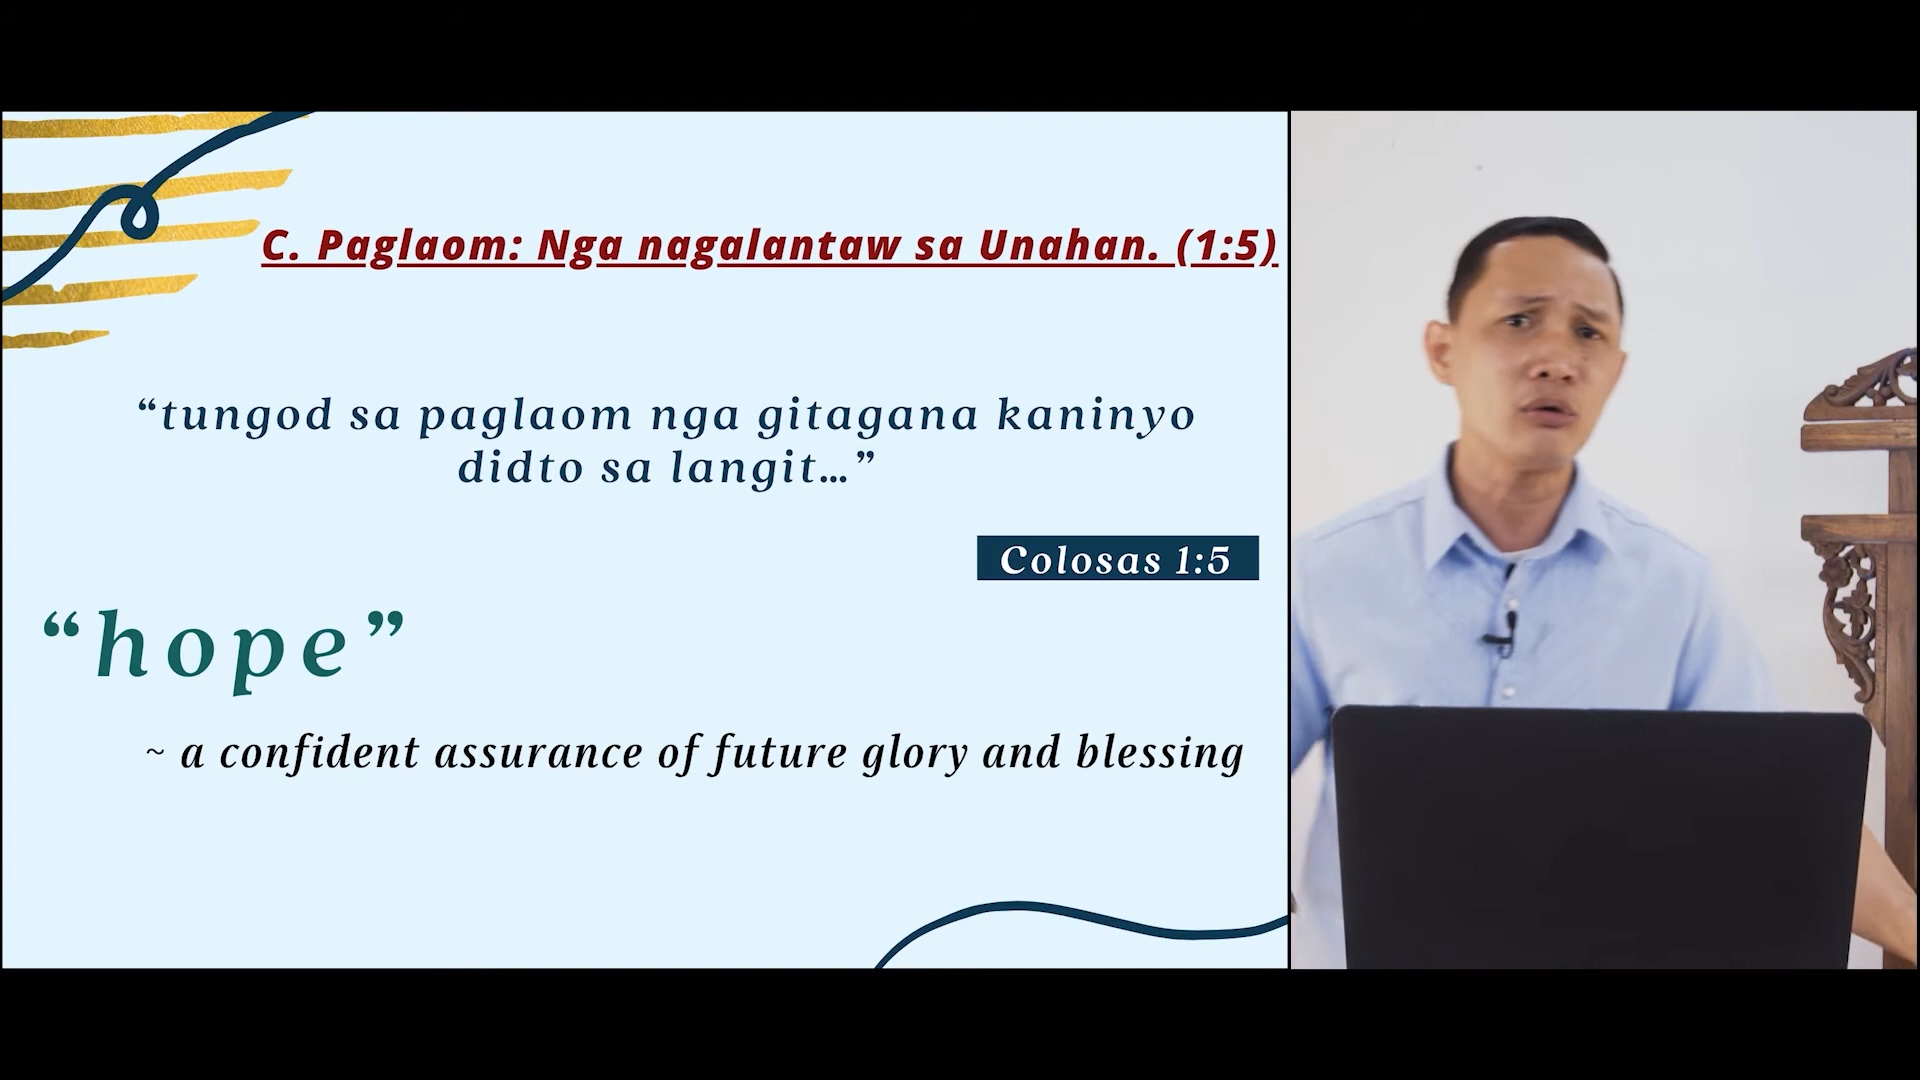 C. Paglaom: Nga nagalantaw sa Unahan. (1:5)
“tungod sa paglaom nga gitagana kaninyo
didto sa langit…”
Colosas 1:5
“hope”
~ a confident assurance of future glory and blessing